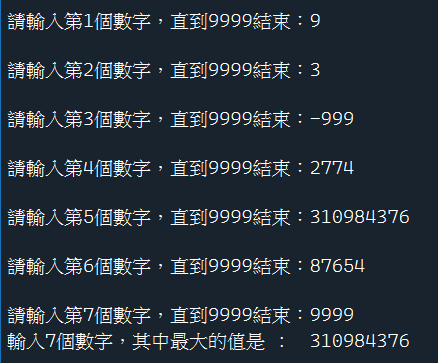 請輸入第1個數字，直到9999結束：9
請輸入第2個數字，直到9999結束：3
請輸入第3個數字，直到9999結束：-999
請輸入第4個數字，直到9999結束：2774
請輸入第5個數字，直到9999結束：310984376
請輸入第6個數字，直到9999結束：87654
請輸入第7個數字，直到9999結束：9999
輸入7個數字，其中最大的值是 ：  310984376